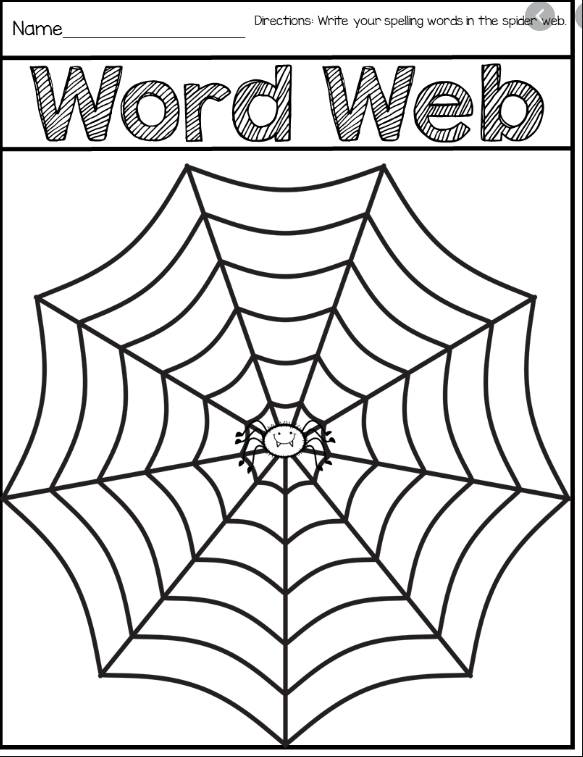 Name
Directions: Write your spelling words in the spider web.
Word Web